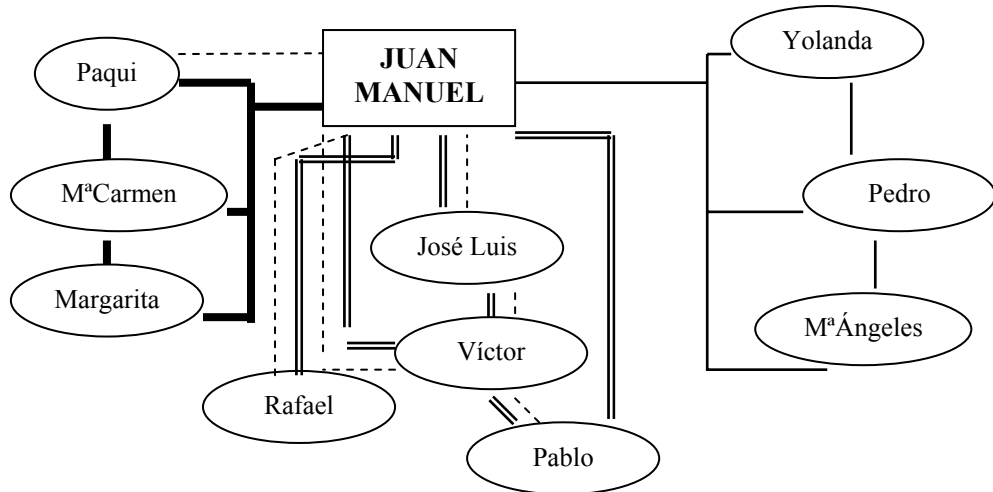 JUAN
MANUEL
Paqui
MªCarmen
Margarita
José Luis
Víctor
Rafael
Pablo
Yolanda
Pedro
MªÁngeles